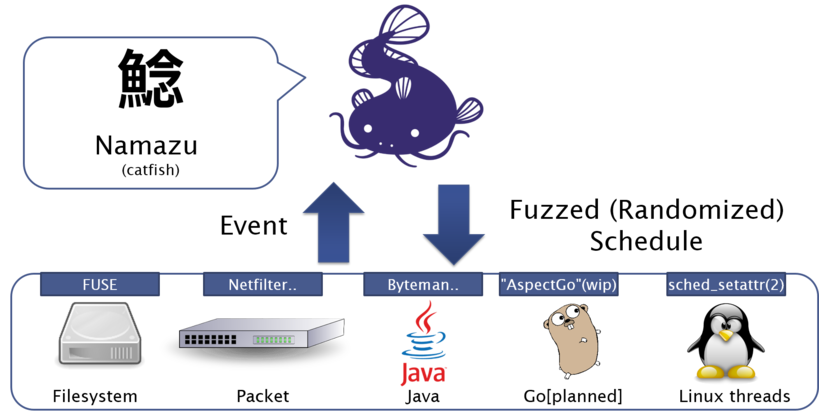 鯰
Namazu
(catfish)
Event
Fuzzed (Randomized)
Schedule
FUSE
Netfilter..
Byteman..
"AspectGo"(wip)
sched_setattr(2)
Java
Filesystem
Packet
Java
Go[planned]
Linux threads